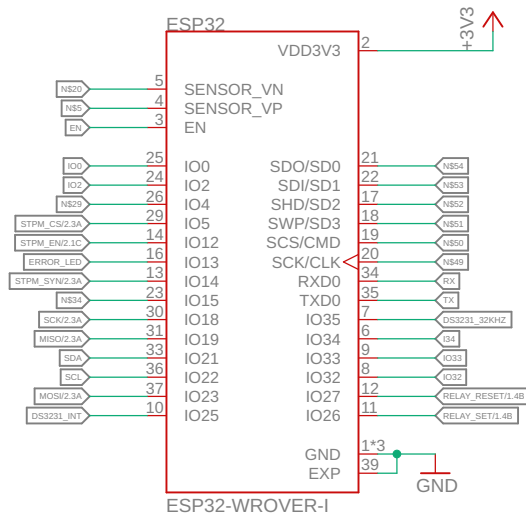 ESP32
+3V3
VDD3V3 2
N$20 5 SENSOR_VN
N$5 4 SENSOR_VP
EN 3 EN
IO0 25 IO0 SDO/SD0 21 N$54
IO2 24 IO2 SDI/SD1 22 N$53
N$29 26 IO4 SHD/SD2 17 N$52
STPM_CS/2.3A 29 IO5 SWP/SD3 18 N$51
STPM_EN/2.1C 14 IO12 SCS/CMD 19 N$50
ERROR_LED 16 IO13 SCK/CLK 20 N$49
STPM_SYN/2.3A 13 IO14 RXD0 34 RX
N$34 23 IO15 TXD0 35 TX
SCK/2.3A 30 IO18 IO35 7 DS3231_32KHZ
MISO/2.3A 31 IO19 IO34 6 I34
SDA 33 IO21 IO33 9 IO33
SCL 36 IO22 IO32 8 IO32
MOSI/2.3A 37 IO23 IO27 12 RELAY_RESET/1.4B
DS3231_INT 10 IO25 IO26 11 RELAY_SET/1.4B
GND 1*3
EXP 39
GND
ESP32-WROVER-I